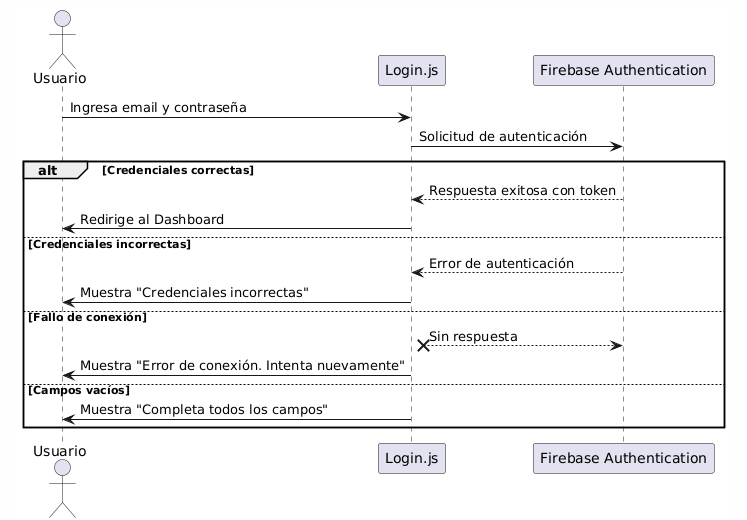 Usuario
Login.js
Firebase Authentication
Ingresa email y contraseña
Solicitud de autenticación
alt
[Credenciales correctas]
Respuesta exitosa con token
Redirige al Dashboard
[Credenciales incorrectas]
Error de autenticación
Muestra "Credenciales incorrectas"
[Fallo de conexión]
Sin respuesta
Muestra "Error de conexión. Intenta nuevamente"
[Campos vacíos]
Muestra "Completa todos los campos"
Usuario
Login.js
Firebase Authentication